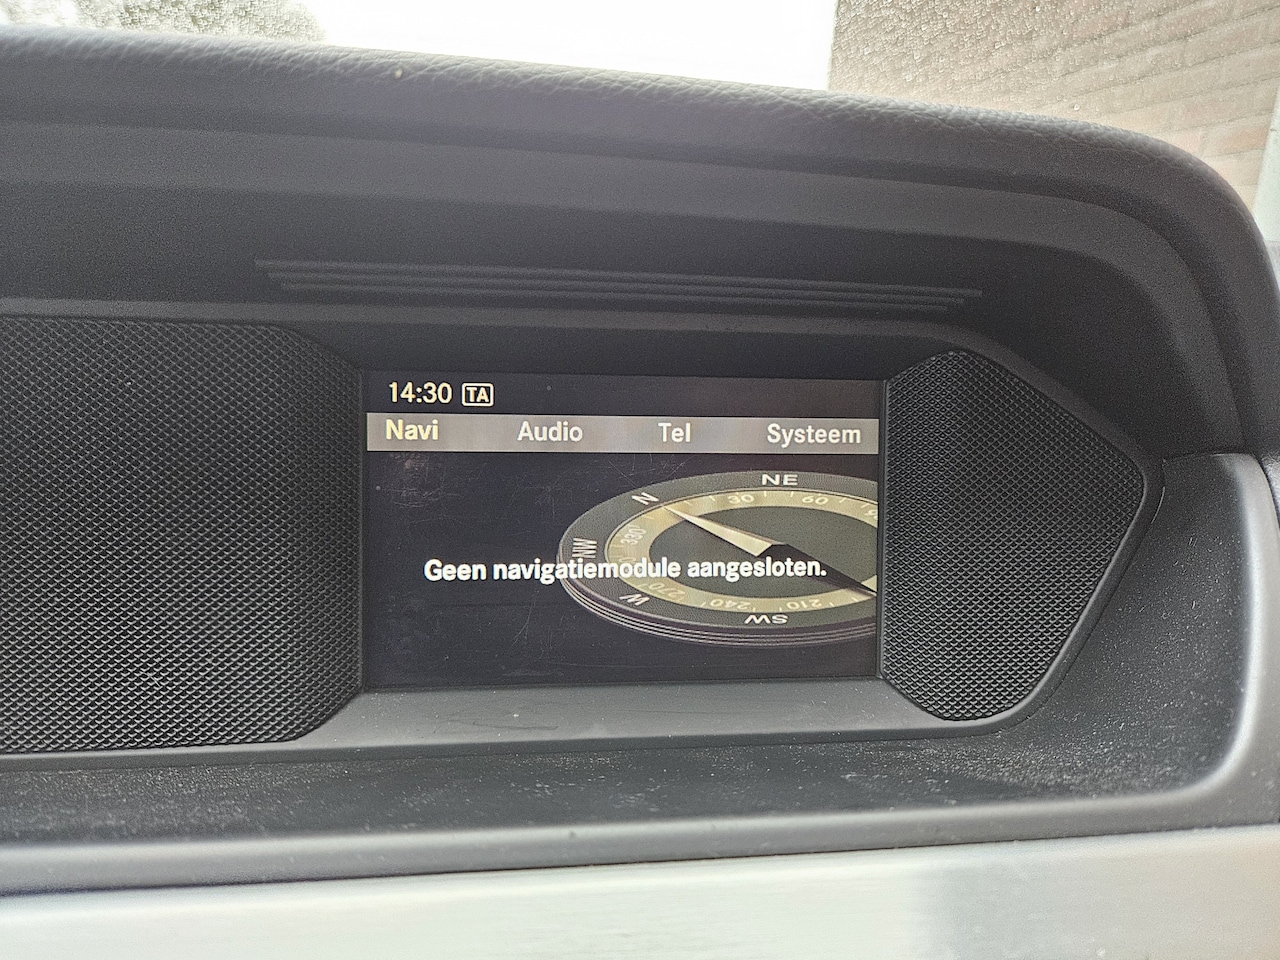 14:30 TA
Navi Audio Tel Systeem
NE
N 30 60
330
NW
Geen navigatiemodule aangesloten.
W 270 240 210
SW